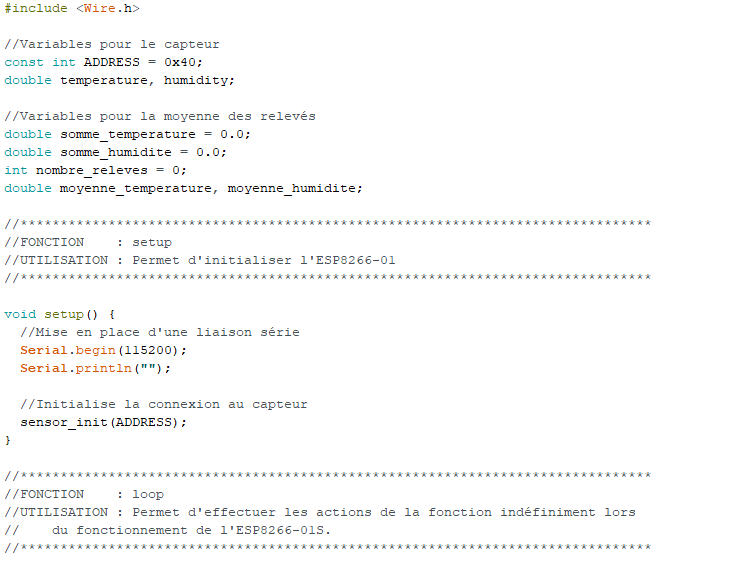 #include <Wire.h>
//Variables pour le capteur
const int ADDRESS = 0x40;
double temperature, humidity;
//Variables pour la moyenne des relevés
double somme_temperature = 0.0;
double somme_humidite = 0.0;
int nombre_releves = 0;
double moyenne_temperature, moyenne_humidite;
//*******************************************************************************
//FONCTION    : setup
//UTILISATION : Permet d'initialiser l'ESP8266-01
//*******************************************************************************
void setup() {
  //Mise en place d'une liaison série
  Serial.begin(115200);
  Serial.println("");
  //Initialise la connexion au capteur
  sensor_init(ADDRESS);
}
//*******************************************************************************
//FONCTION    : loop
//UTILISATION : Permet d'effectuer les actions de la fonction indéfiniment lors
//    du fonctionnement de l'ESP8266-01S.
//*******************************************************************************